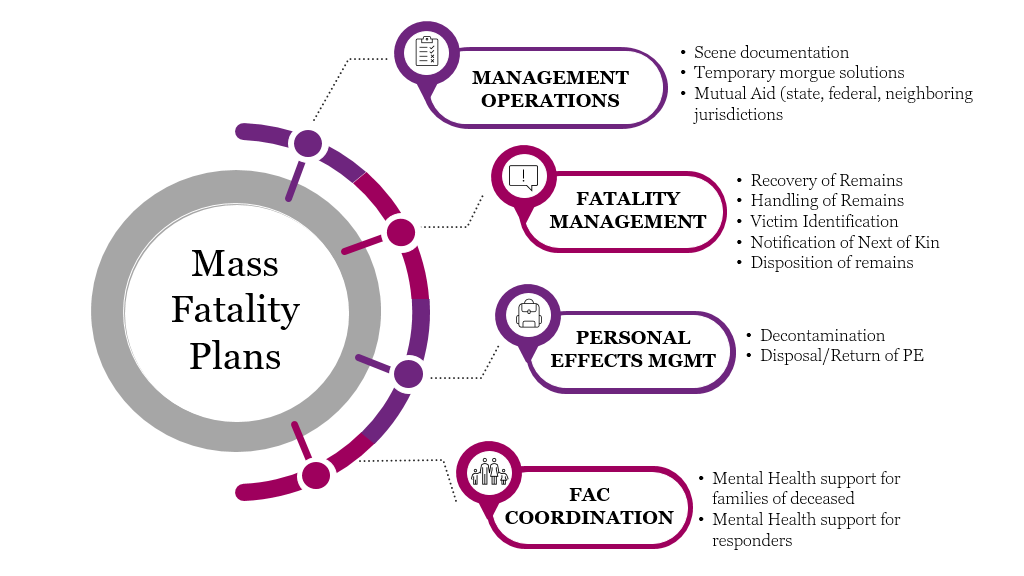 Mass
Fatality
Plans
MANAGEMENT
OPERATIONS
• Scene documentation
• Temporary morgue solutions
• Mutual Aid (state, federal, neighboring
jurisdictions
FATALITY
MANAGEMENT
• Recovery of Remains
• Handling of Remains
• Victim Identification
• Notification of Next of Kin
• Disposition of remains
PERSONAL
EFFECTS MGMT
• Decontamination
• Disposal/Return of PE
FAC
COORDINATION
• Mental Health support for
families of deceased
• Mental Health support for
responders